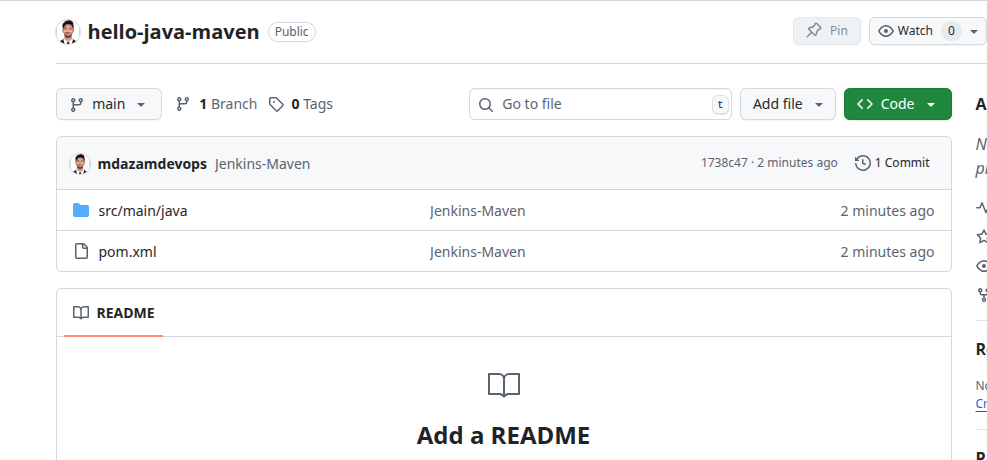 hello-java-maven Public Pin Watch 0
main 1 Branch 0 Tags Go to file t Add file Code
mdazamdevops Jenkins-Maven 1738c47 · 2 minutes ago 1 Commit
src/main/java Jenkins-Maven 2 minutes ago
pom.xml Jenkins-Maven 2 minutes ago
README
Add a README